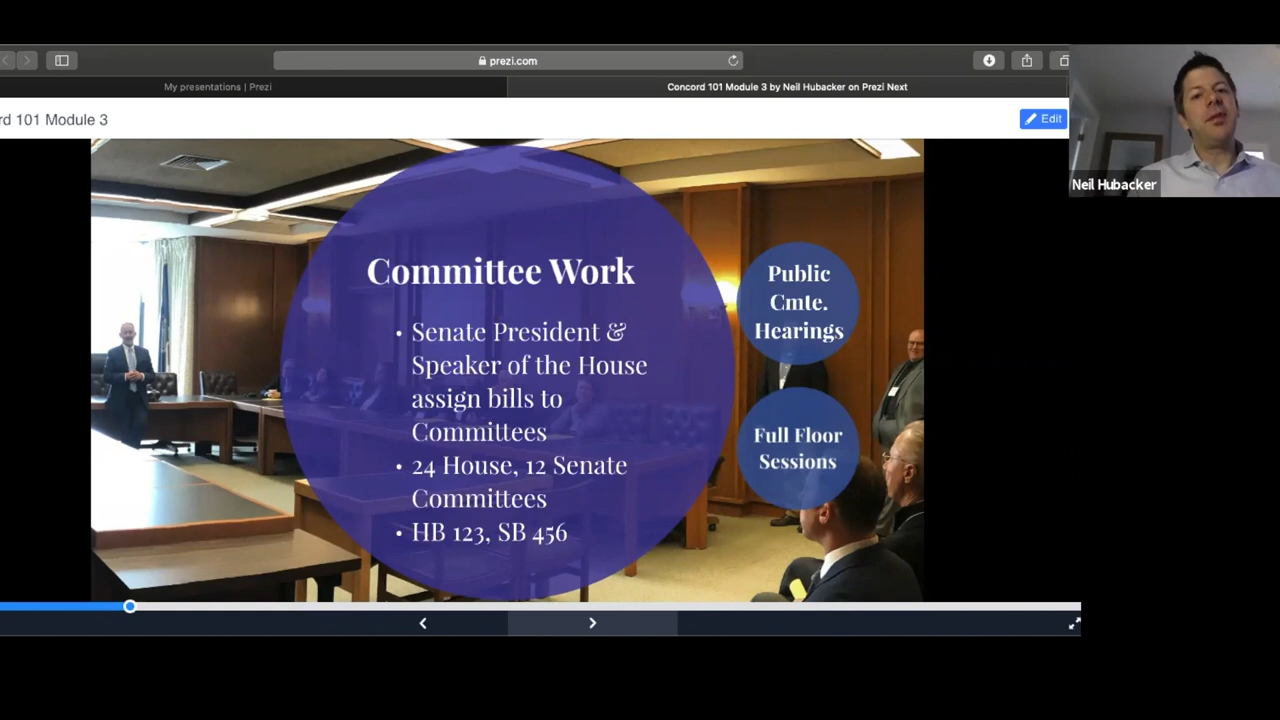 prezi.com
My presentations | Prezi
Concord 101 Module 3 by Neil Hubacker on Prezi Next
rd 101 Module 3
Edit
Neil Hubacker
Committee Work
• Senate President &
Speaker of the House
assign bills to
Committees
• 24 House, 12 Senate
Committees
• HB 123, SB 456
Public
Cmte.
Hearings
Full Floor
Sessions